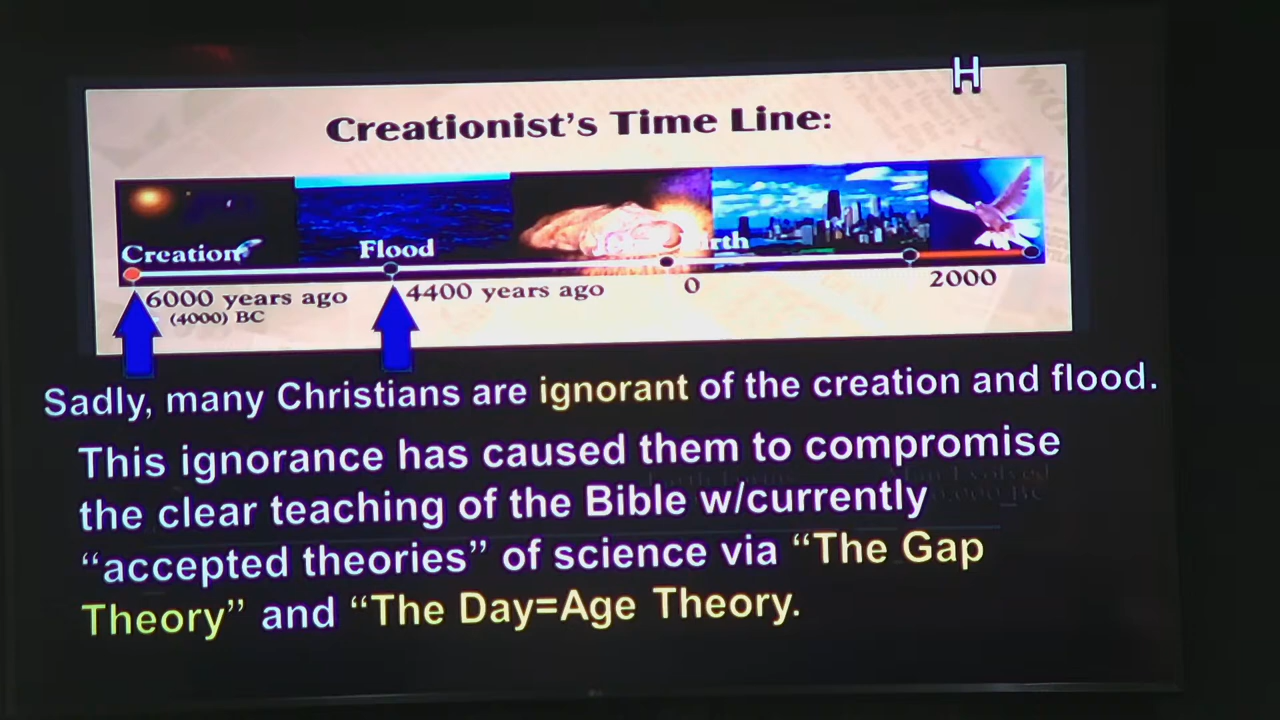 H
Creationist's Time Line:
Creation
Flood
6000 years ago
(4000) BC
4400 years ago
0
2000
Sadly, many Christians are ignorant of the creation and flood.
This ignorance has caused them to compromise
the clear teaching of the Bible w/currently
“accepted theories” of science via “The Gap
Theory” and “The Day=Age Theory.